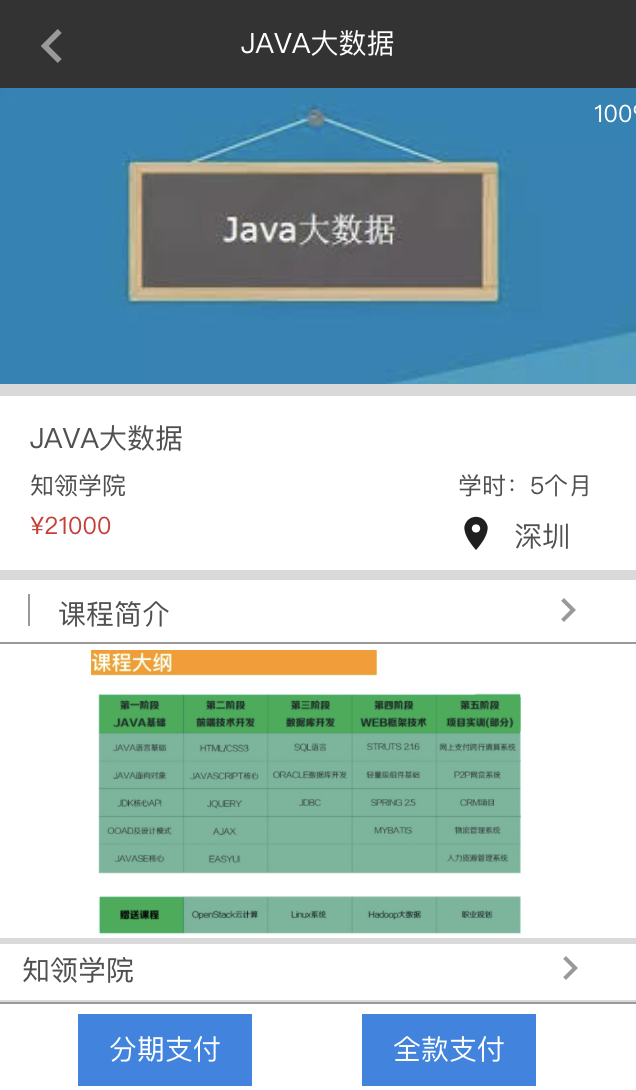 JAVA大数据
100%
Java大数据
JAVA大数据
知领学院
学时：5个月
¥21000
深圳
课程简介
课程大纲
第一阶段 第二阶段 第三阶段 第四阶段 第五阶段
JAVA基础 前端技术开发 数据库开发 WEB框架技术 项目实训(部分)
JAVA语言基础 HTML/CSS3 SQL语言 STRUTS 2.16 网上支付跨行清算系统
JAVA面向对象 JAVASCRIPT核心 ORACLE数据库开发 轻量级组件基础 P2P网贷系统
JDK核心API JQUERY JDBC SPRING 2.5 CRM项目
OOAD及设计模式 AJAX MYBATIS 物流管理系统
JAVASE核心 EASYUI 人力资源管理系统
赠送课程 OpenStack云计算 Linux系统 Hadoop大数据 职业规划
知领学院
分期支付 全款支付